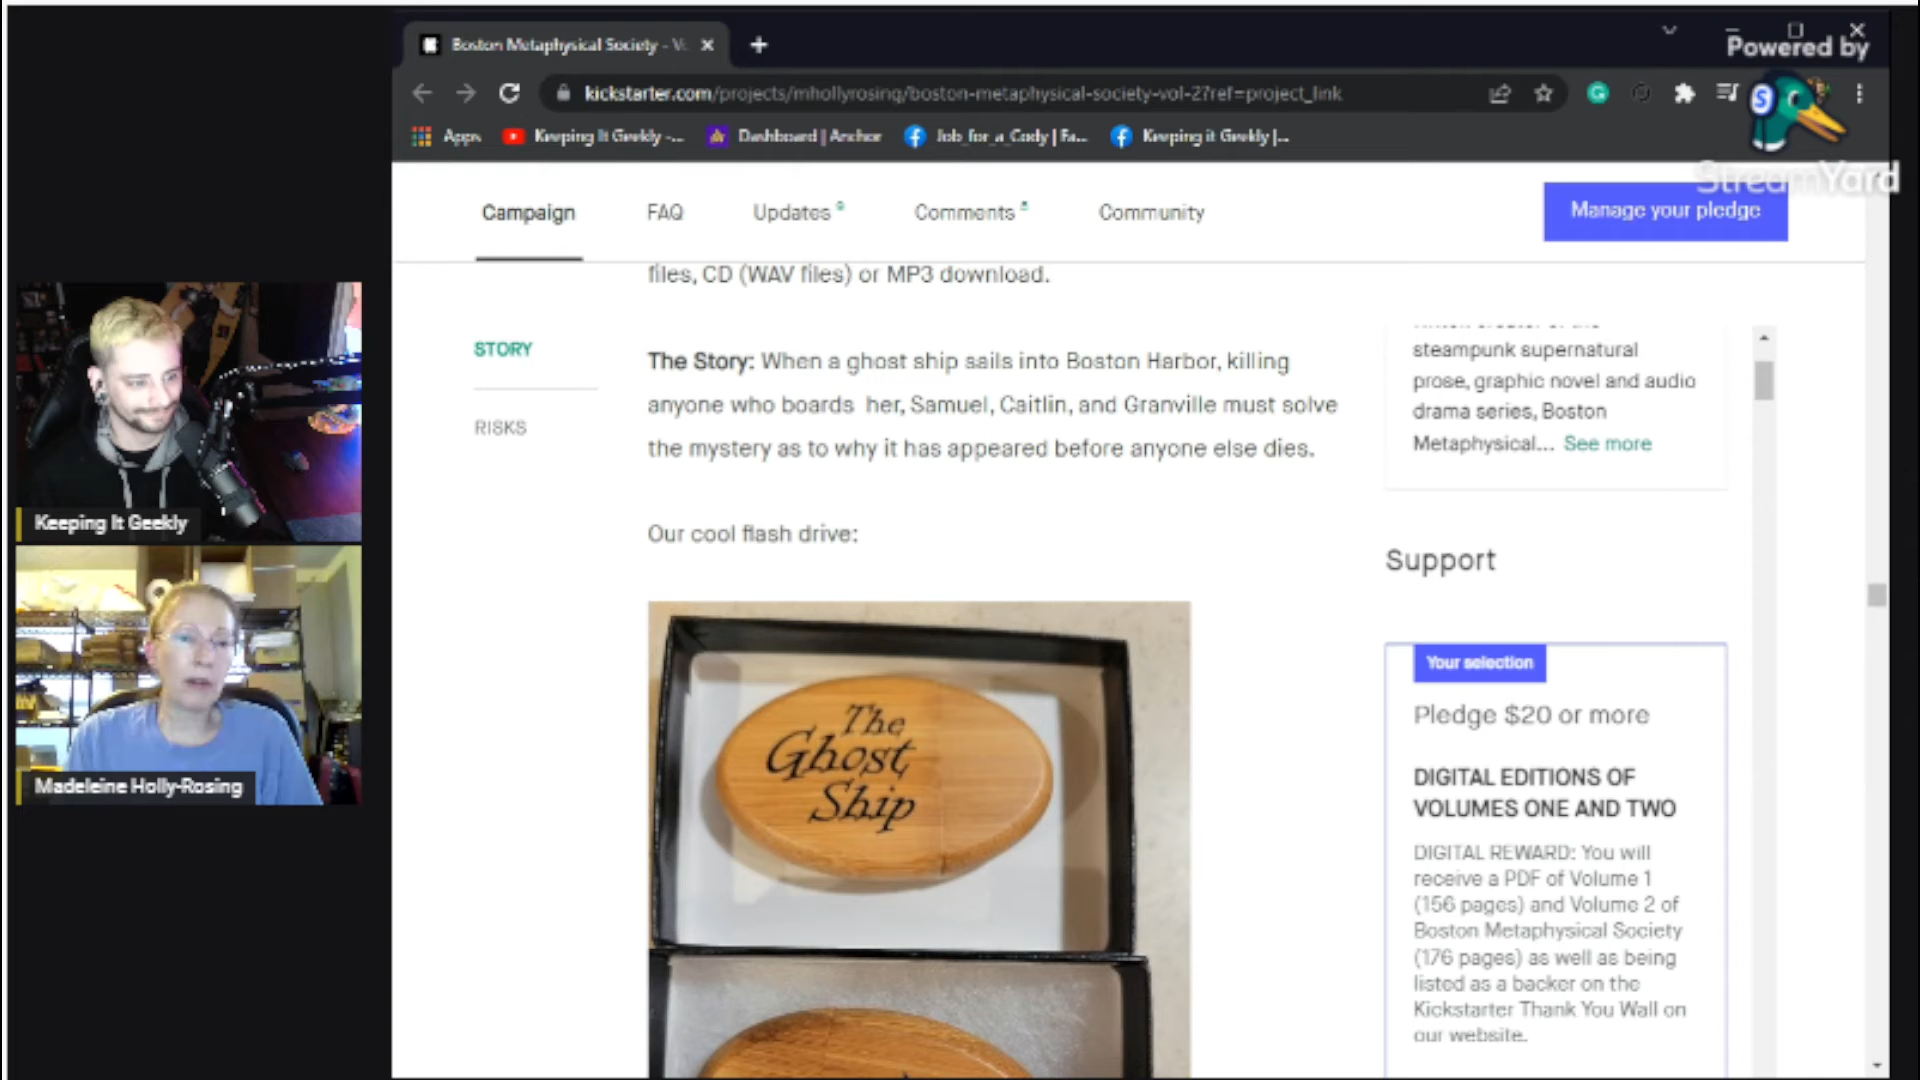 Boston Metaphysical Society - Vo
Powered by
kickstarter.com/projects/mhollyrosing/boston-metaphysical-society-vol-2?ref=project_link
Apps
Keeping It Geekly -...
Dashboard | Anchor
Job_for_a_Cody | Fa...
Keeping it Geekly |...
StreamYard
Campaign
FAQ
Updates 9
Comments 5
Community
Manage your pledge
files, CD (WAV files) or MP3 download.
STORY
RISKS
The Story: When a ghost ship sails into Boston Harbor, killing
anyone who boards her, Samuel, Caitlin, and Granville must solve
the mystery as to why it has appeared before anyone else dies.
Our cool flash drive:
The
Ghost
Ship
steampunk supernatural
prose, graphic novel and audio
drama series, Boston
Metaphysical... See more
Support
Your selection
Pledge $20 or more
DIGITAL EDITIONS OF
VOLUMES ONE AND TWO
DIGITAL REWARD: You will
receive a PDF of Volume 1
(156 pages) and Volume 2 of
Boston Metaphysical Society
(176 pages) as well as being
listed as a backer on the
Kickstarter Thank You Wall on
our website.
Keeping It Geekly
Madeleine Holly-Rosing